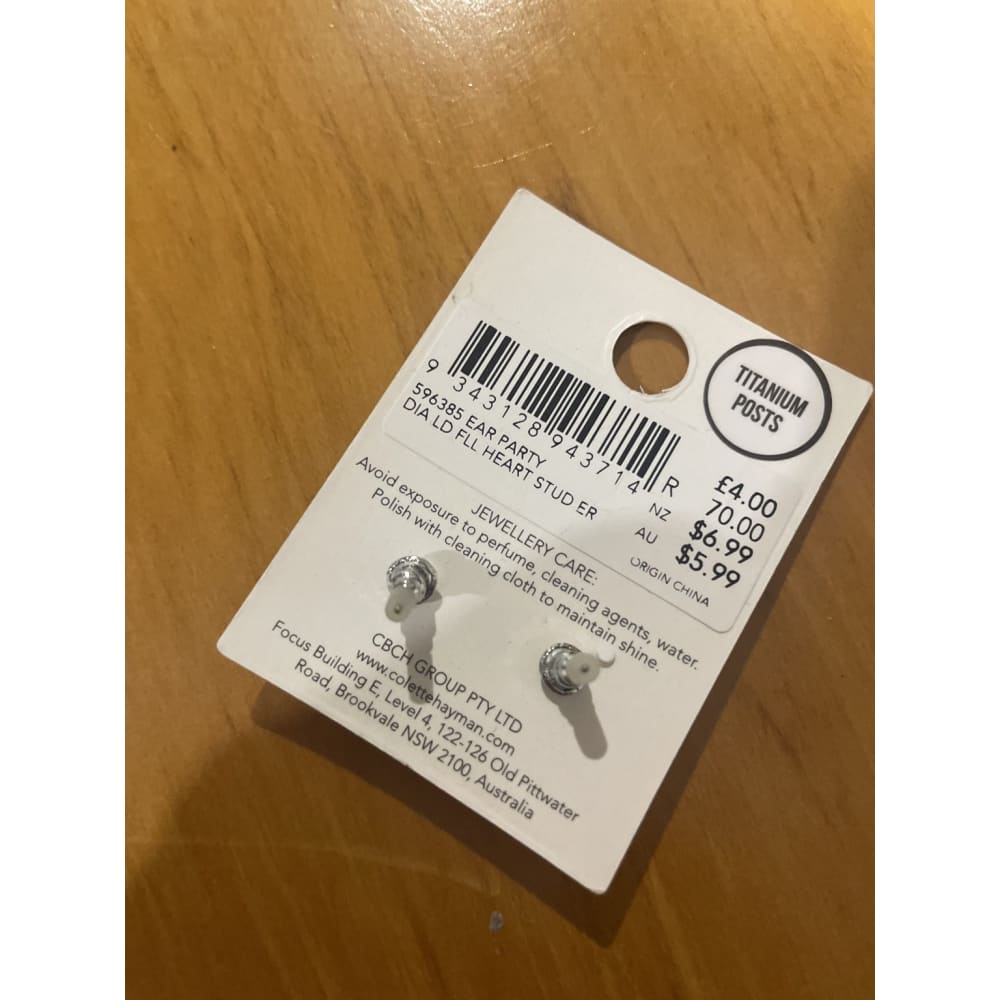 TITANIUM
POSTS
9 343128 943714
596385 EAR PARTY
DIA LD FLL HEART STUD ER
£4.00
R 70.00
NZ $6.99
AU $5.99
ORIGIN CHINA
JEWELLERY CARE:
Avoid exposure to perfume, cleaning agents, water.
Polish with cleaning cloth to maintain shine.
CBCH GROUP PTY LTD
www.colettehayman.com
Focus Building E, Level 4, 122-126 Old Pittwater
Road, Brookvale NSW 2100, Australia